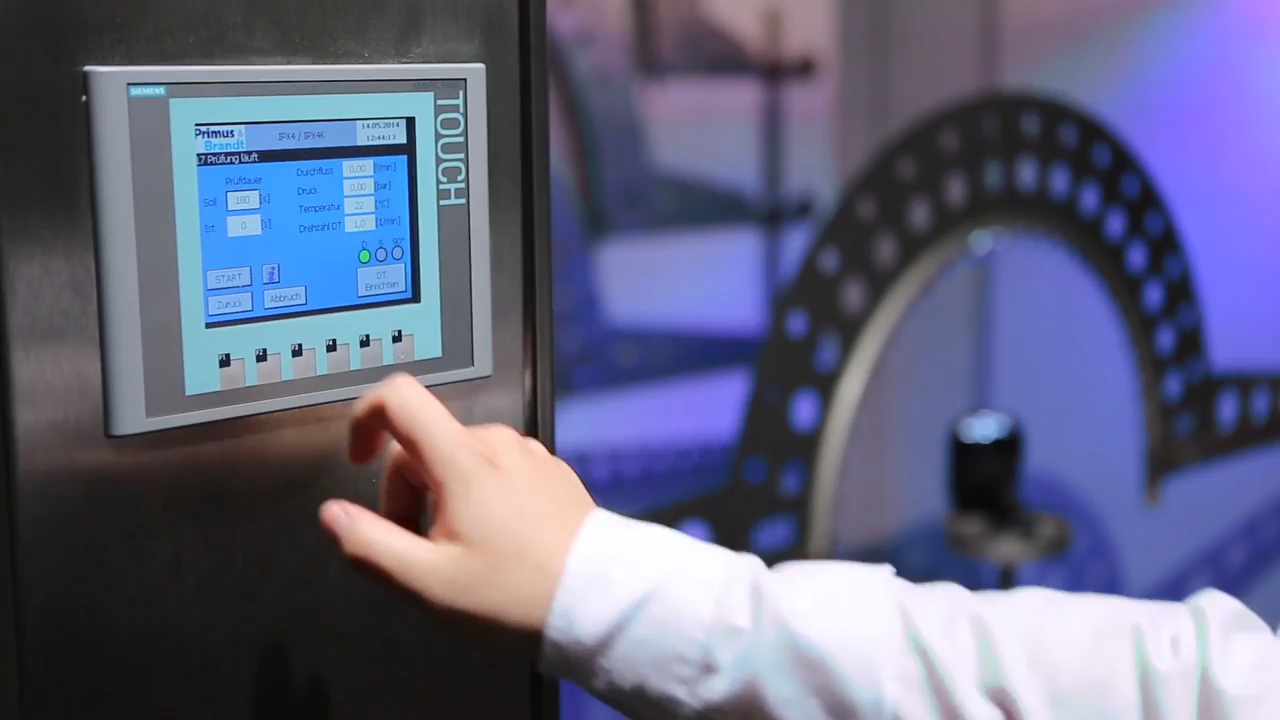 SIEMENS
TOUCH
Primus &
Brandt
IPX4 / IPX4K
14.05.2014
12:44:13
17 Prüfung läuft
Prüfdauer
Soll 180 [s]
Ist 0 [s]
Durchfluss 0,00 [l/min]
Druck 0,00 [bar]
Temperatur 22 [°C]
Drehzahl DT 1,0 [1/min]
0 S 90°
START
i
Zurück
Abbruch
DT
Einrichten
F1 F2 F3 F4 F5 F6